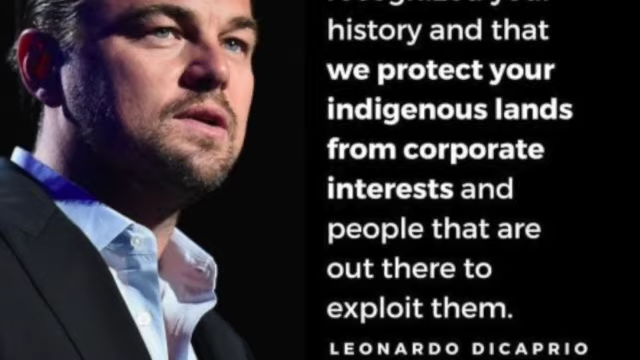 history and that
we protect your
indigenous lands
from corporate
interests and
people that are
out there to
exploit them.
LEONARDO DICAPRIO